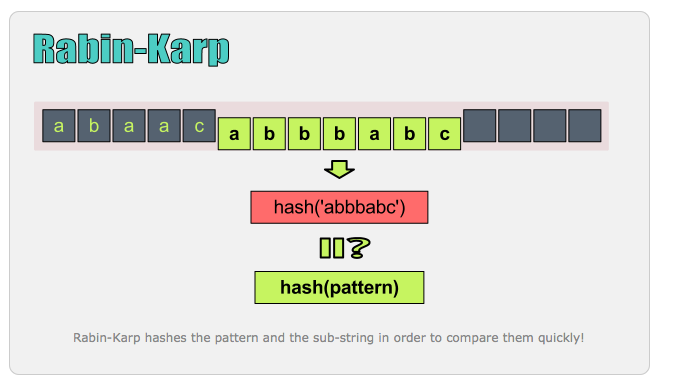 Rabin-Karp
a b a a c a b b b a b c
hash('abbbabc')
||?
hash(pattern)
Rabin-Karp hashes the pattern and the sub-string in order to compare them quickly!